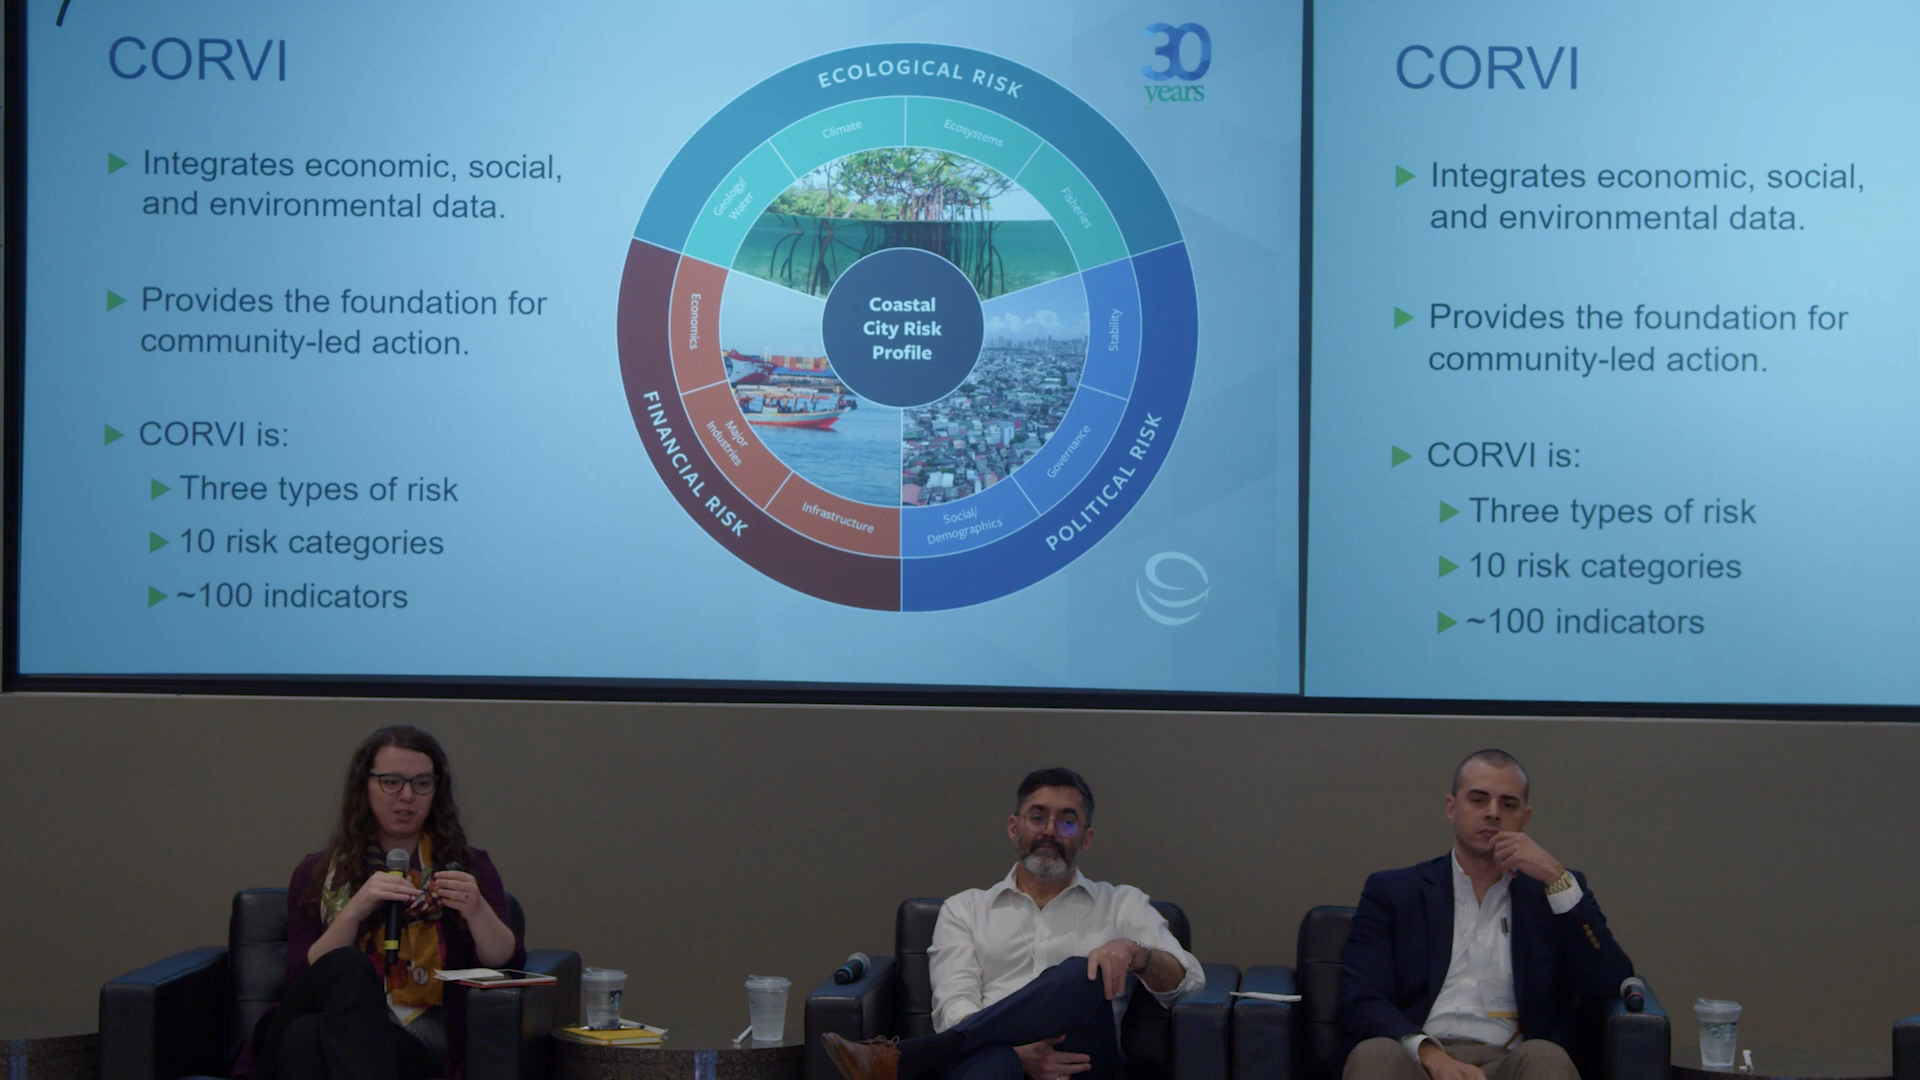 CORVI
Integrates economic, social,
and environmental data.
Provides the foundation for
community-led action.
CORVI is:
Three types of risk
10 risk categories
~100 indicators
ECOLOGICAL RISK
Climate
Ecosystems
Geology/
Water
Fisheries
Economics
Major
Industries
Infrastructure
FINANCIAL RISK
Stability
Governance
Social/
Demographics
POLITICAL RISK
Coastal
City Risk
Profile
30
years
CORVI
Integrates economic, social,
and environmental data.
Provides the foundation for
community-led action.
CORVI is:
Three types of risk
10 risk categories
~100 indicators